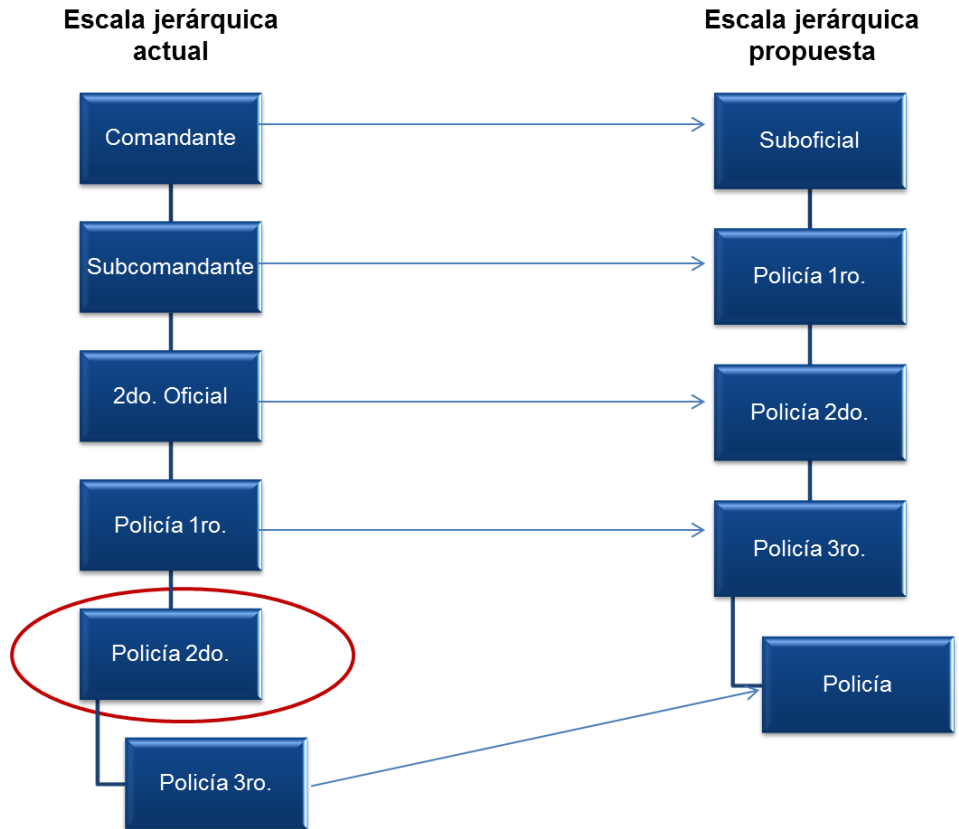 Escala jerárquica
actual
Comandante
Subcomandante
2do. Oficial
Policía 1ro.
Policía 2do.
Policía 3ro.
Escala jerárquica
propuesta
Suboficial
Policía 1ro.
Policía 2do.
Policía 3ro.
Policía